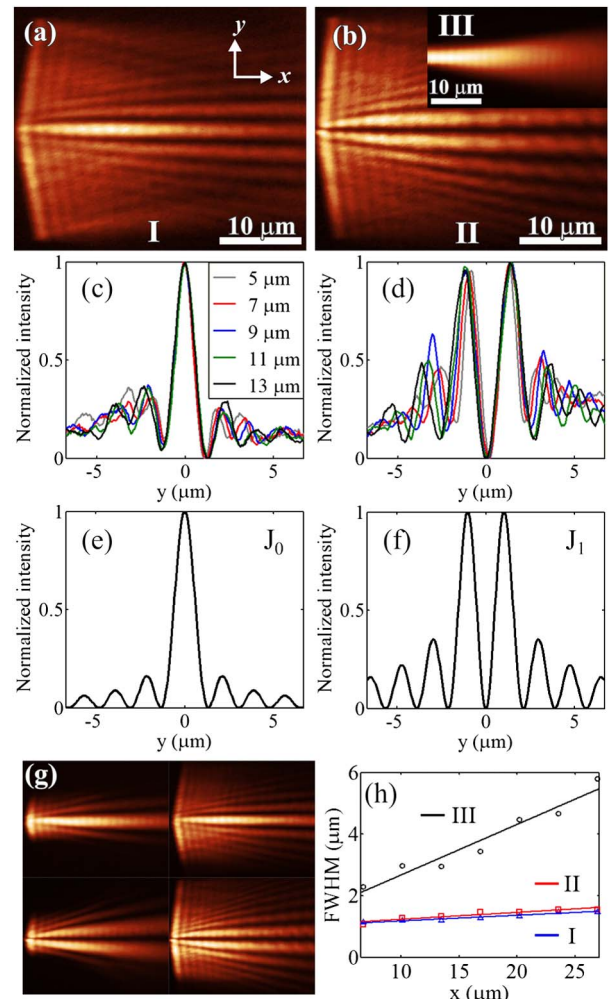 (a)
y
x
I
10 µm
(b)
III
10 µm
II
10 µm
(c)
Normalized intensity
1
0.5
0
-5
0
5
y (µm)
5 µm
7 µm
9 µm
11 µm
13 µm
(d)
Normalized intensity
1
0.5
0
-5
0
5
y (µm)
(e)
J₀
Normalized intensity
1
0.5
0
-5
0
5
y (µm)
(f)
J₁
Normalized intensity
1
0.5
0
-5
0
5
y (µm)
(g)
(h)
FWHM (µm)
6
4
2
0
III
II
I
10
15
20
25
x (µm)